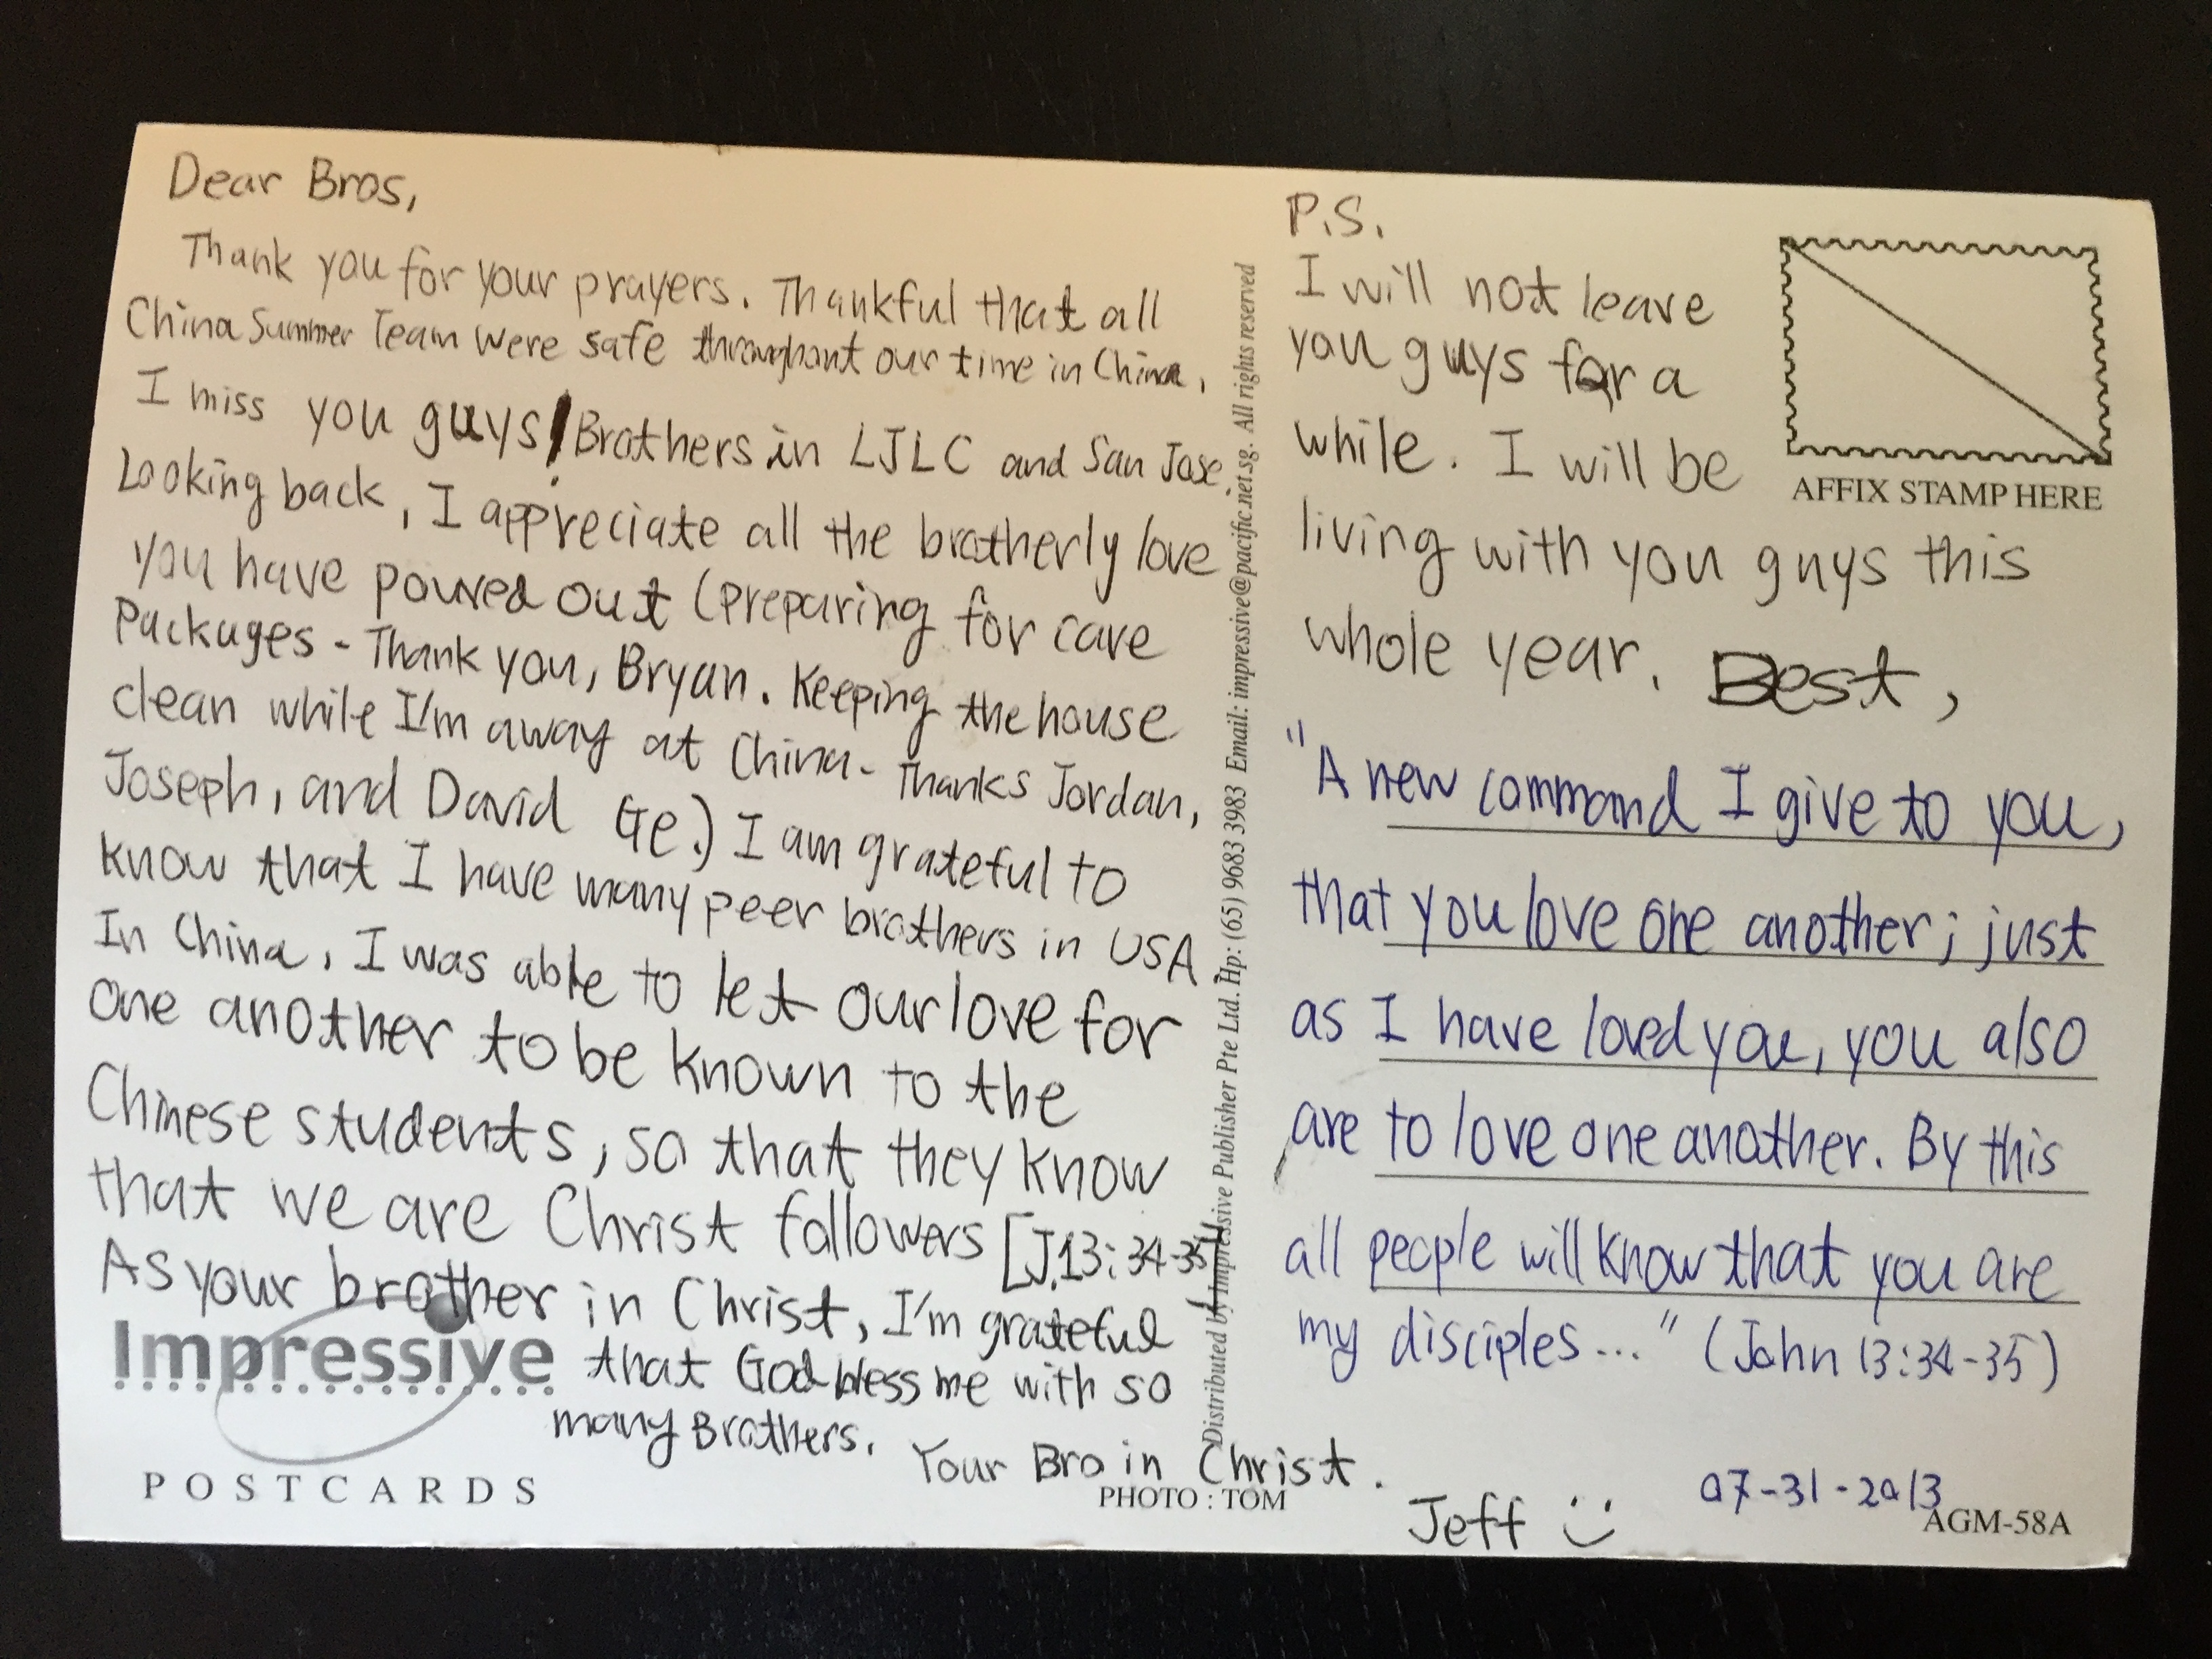 Dear Bros,
Thank you for your prayers. Thankful that all
China Summer Team were safe throughout our time in China.
I miss you guys! Brothers in LJLC and San Jose.
Looking back, I appreciate all the brotherly love
you have poured out (preparing for care
Packages - Thank you, Bryan. Keeping the house
clean while I'm away at China - Thanks Jordan,
Joseph, and David Ge.) I am grateful to
know that I have many peer brothers in USA.
In China, I was able to let our love for
one another to be known to the
Chinese students, so that they know
that we are Christ followers [J.13:34-35]
As your brother in Christ, I'm grateful
that God bless me with so
many Brothers.
Your Bro in Christ.
Jeff :)
Impressive
POSTCARDS
PHOTO : TOM
Distributed by Impressive Publisher Pte Ltd. Hp: (65) 9683 3983 Email: impressive@pacific.net.sg. All rights reserved
P.S.
I will not leave
you guys for a
while. I will be
living with you guys this
whole year. Best,
AFFIX STAMP HERE
"A new command I give to you,
that you love one another; just
as I have loved you, you also
are to love one another. By this
all people will know that you are
my disciples..." (John 13:34-35)
07-31-2013
AGM-58A